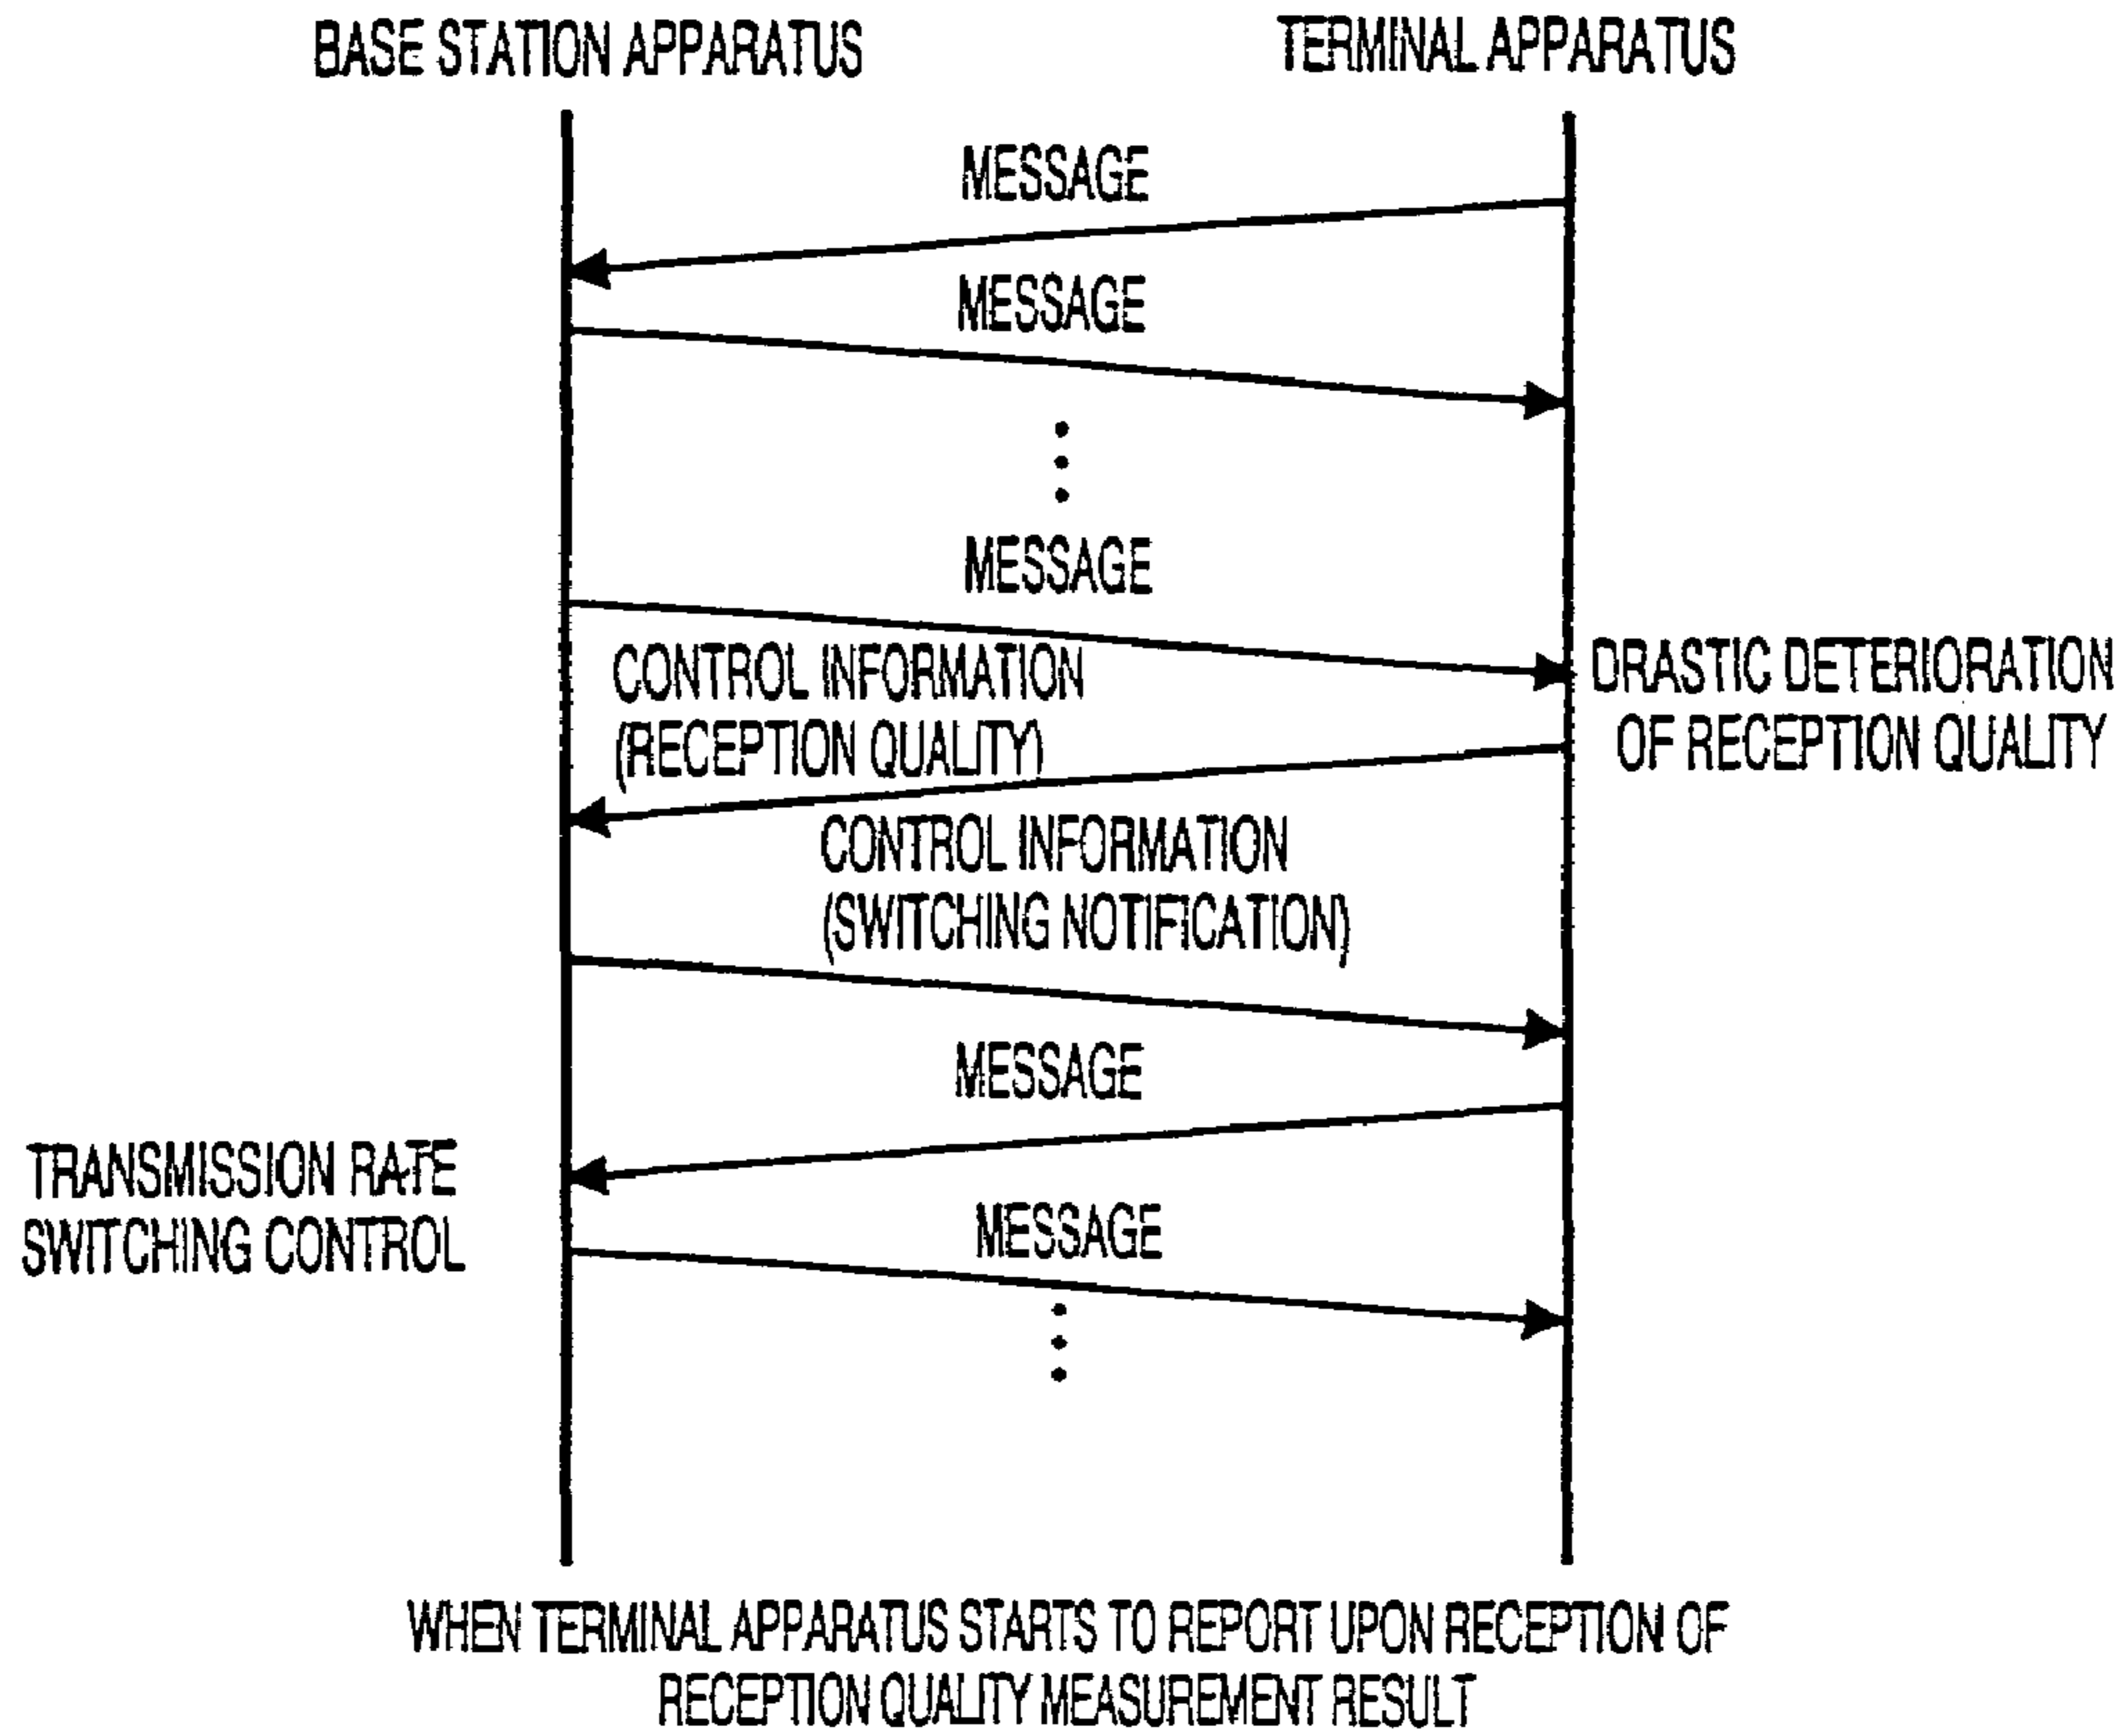 BASE STATION APPARATUS
TERMINAL APPARATUS
MESSAGE
MESSAGE
MESSAGE
CONTROL INFORMATION
(RECEPTION QUALITY)
DRASTIC DETERIORATION
OF RECEPTION QUALITY
CONTROL INFORMATION
(SWITCHING NOTIFICATION)
MESSAGE
TRANSMISSION RATE
SWITCHING CONTROL
MESSAGE
WHEN TERMINAL APPARATUS STARTS TO REPORT UPON RECEPTION OF
RECEPTION QUALITY MEASUREMENT RESULT